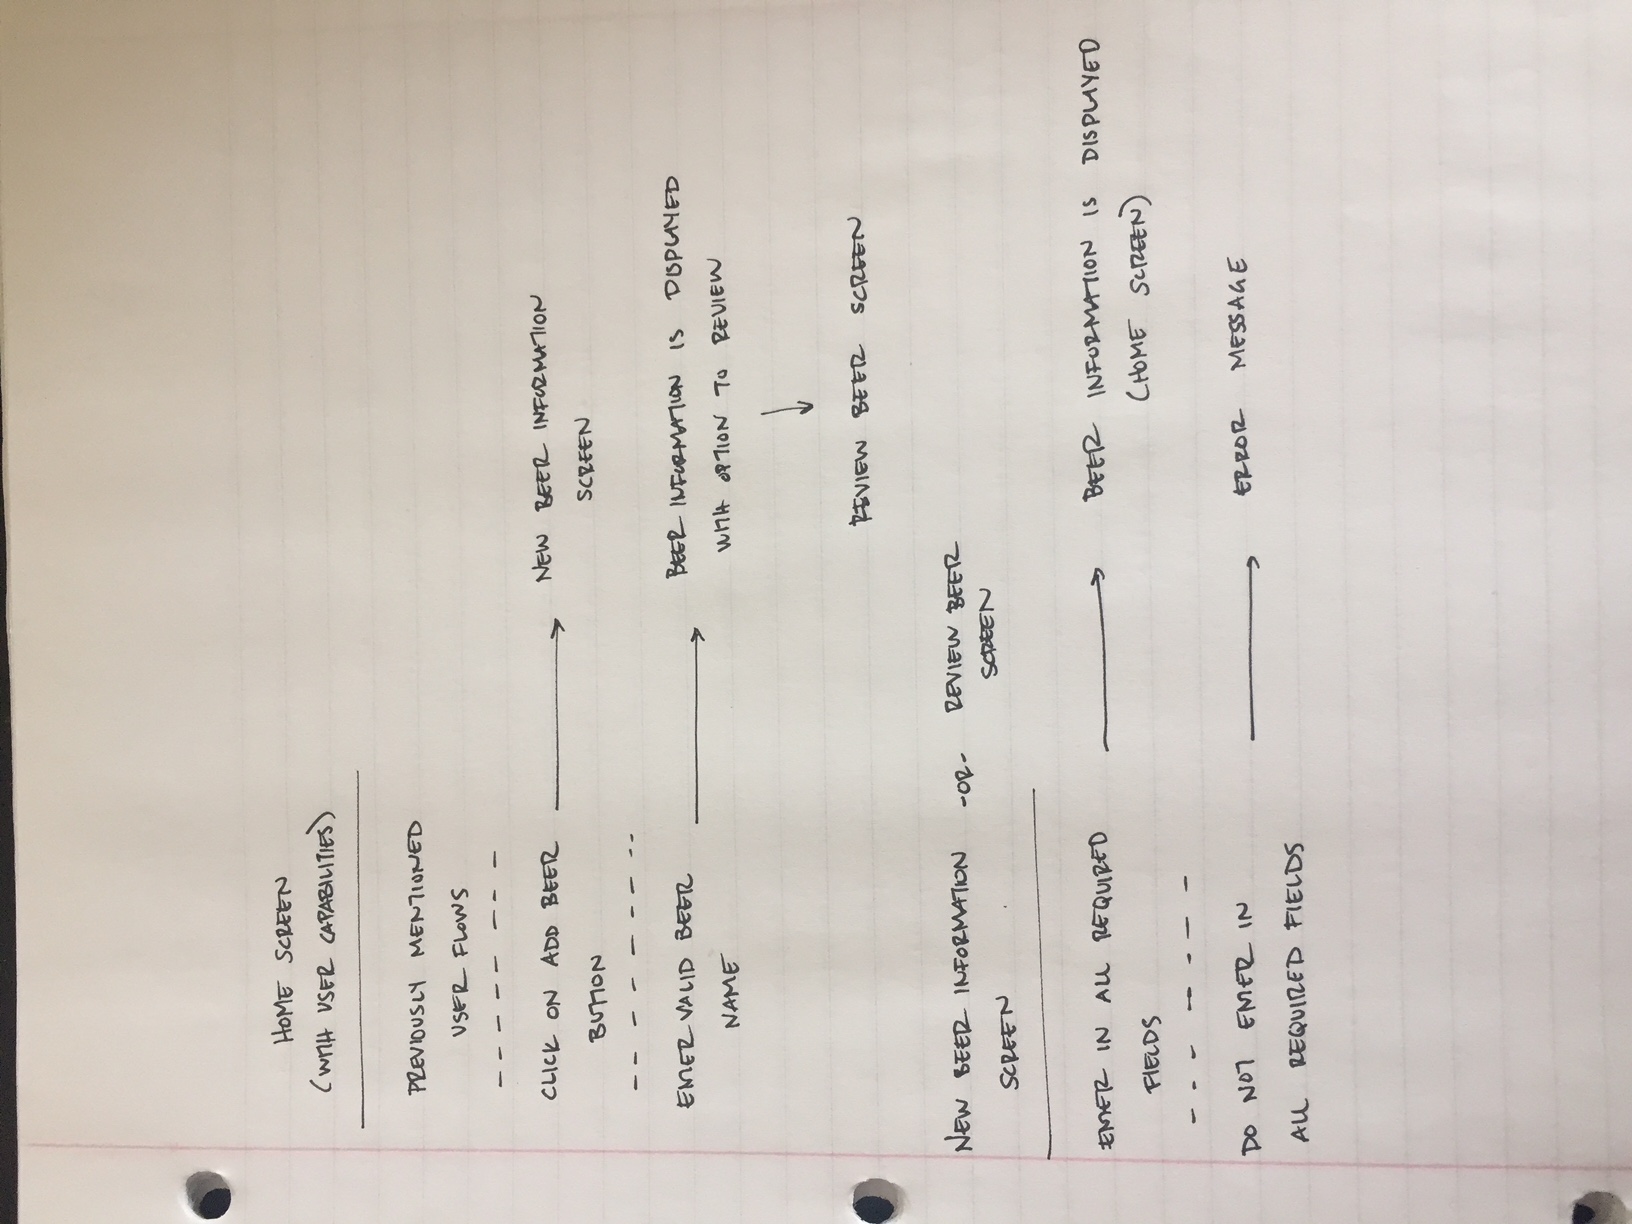 HOME SCREEN
(WITH USER CAPABILITIES)
PREVIOUSLY MENTIONED
USER FLOWS
CLICK ON ADD BEER
BUTTON
NEW BEER INFORMATION
SCREEN
ENTER VALID BEER
NAME
BEER INFORMATION IS DISPLAYED
WITH OPTION TO REVIEW
REVIEW BEER SCREEN
NEW BEER INFORMATION
SCREEN
-OR-
REVIEW BEER
SCREEN
ENTER IN ALL REQUIRED
FIELDS
BEER INFORMATION IS DISPLAYED
(HOME SCREEN)
DO NOT ENTER IN
ALL REQUIRED FIELDS
ERROR MESSAGE